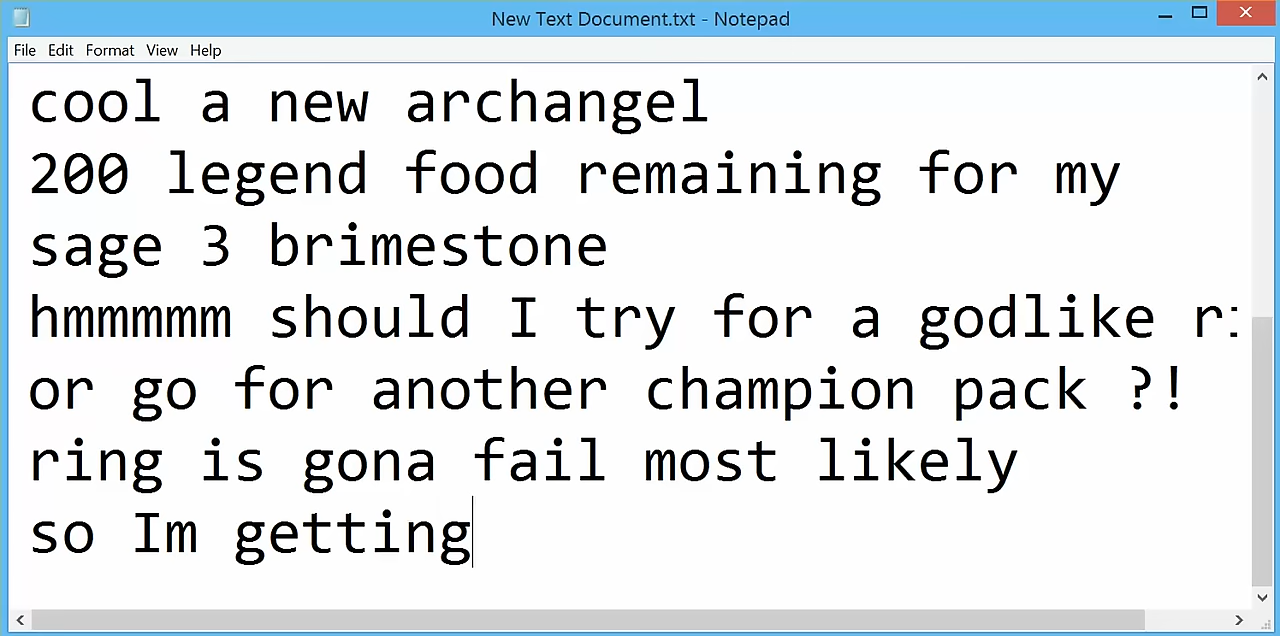 New Text Document.txt - Notepad
File Edit Format View Help
cool a new archangel
200 legend food remaining for my
sage 3 brimestone
hmmmmm should I try for a godlike
or go for another champion pack ?!
ring is gona fail most likely
so Im getting